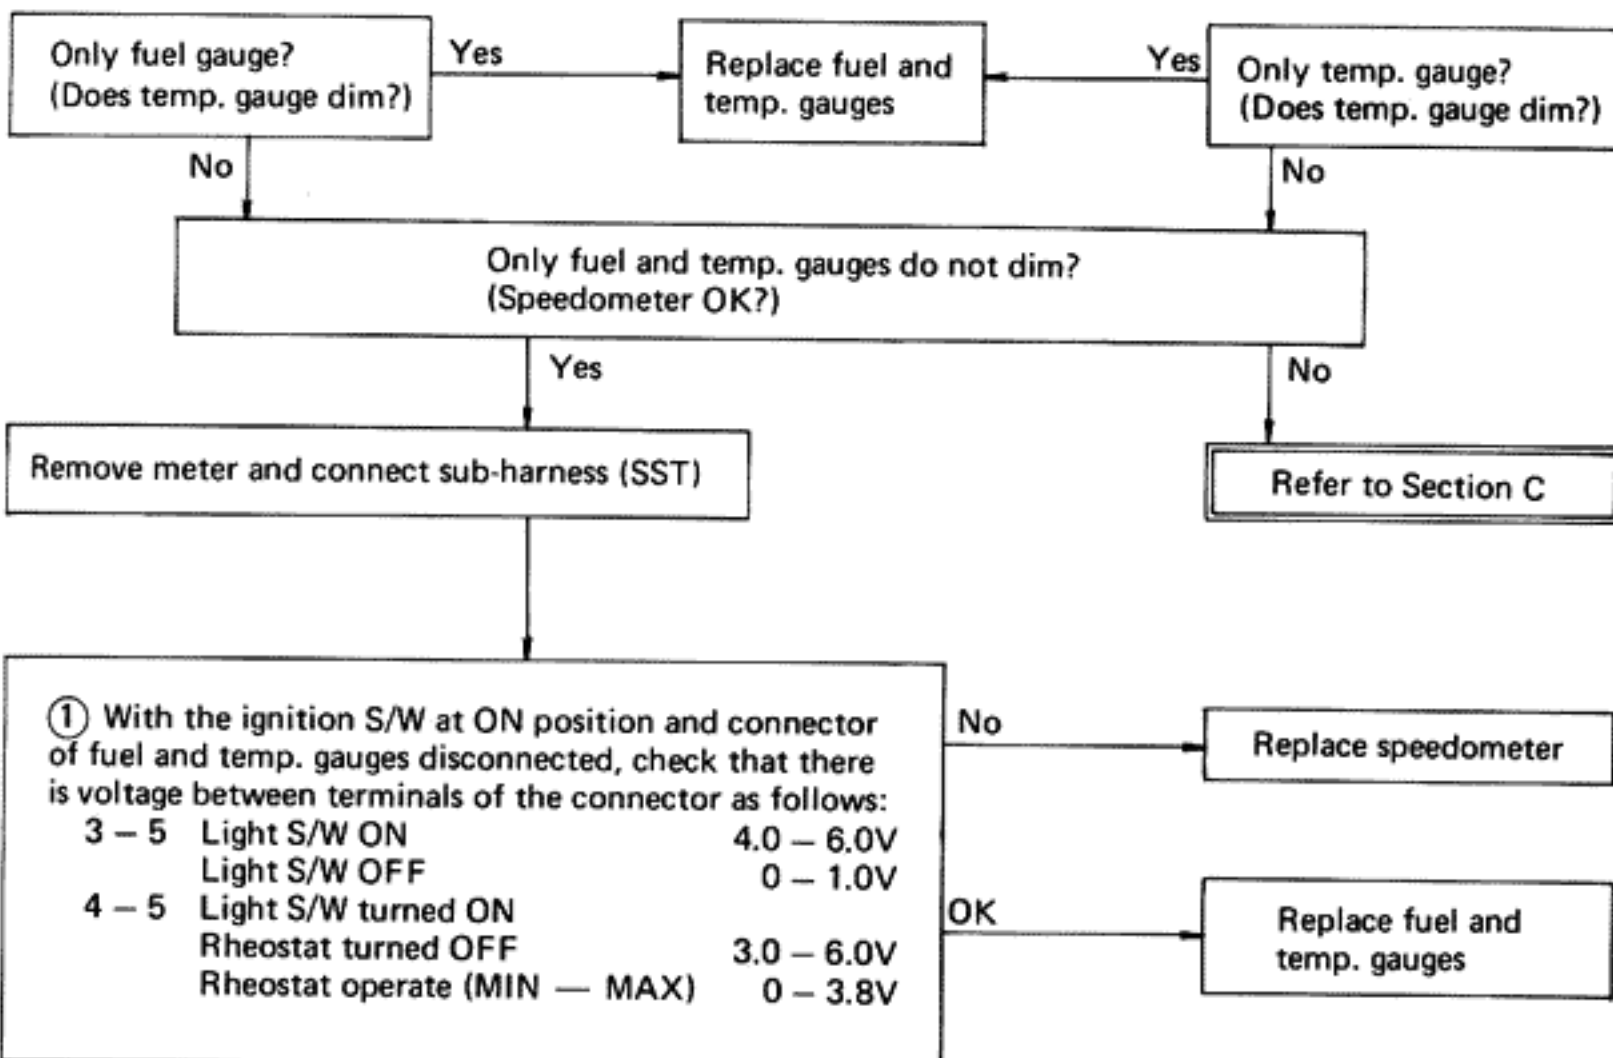 Only fuel gauge?
(Does temp. gauge dim?)
Yes
Replace fuel and
temp. gauges
Yes
Only temp. gauge?
(Does temp. gauge dim?)
No
No
Only fuel and temp. gauges do not dim?
(Speedometer OK?)
Yes
No
Remove meter and connect sub-harness (SST)
Refer to Section C
① With the ignition S/W at ON position and connector
of fuel and temp. gauges disconnected, check that there
is voltage between terminals of the connector as follows:
3 – 5 Light S/W ON 4.0 – 6.0V
Light S/W OFF 0 – 1.0V
4 – 5 Light S/W turned ON
Rheostat turned OFF 3.0 – 6.0V
Rheostat operate (MIN — MAX) 0 – 3.8V
No
Replace speedometer
OK
Replace fuel and
temp. gauges